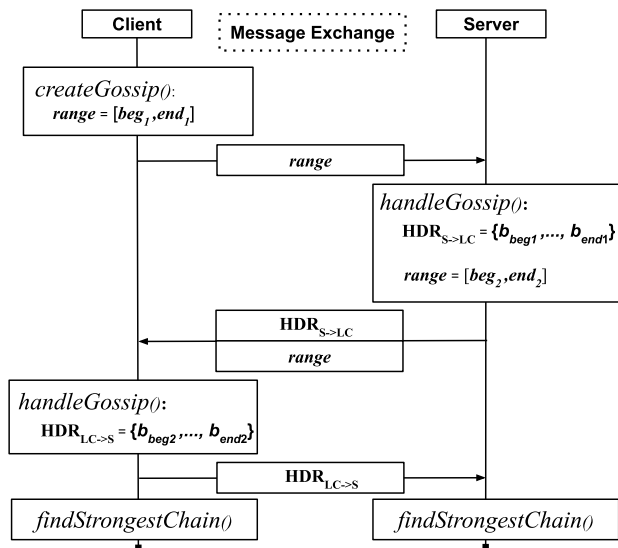 Client
Message Exchange
Server
createGossip():
range = [beg1,end1]
range
handleGossip():
HDRS->LC = {bbeg1,..., bend1}
range = [beg2,end2]
HDRS->LC
range
handleGossip():
HDRLC->S = {bbeg2,..., bend2}
HDRLC->S
findStrongestChain()
findStrongestChain()